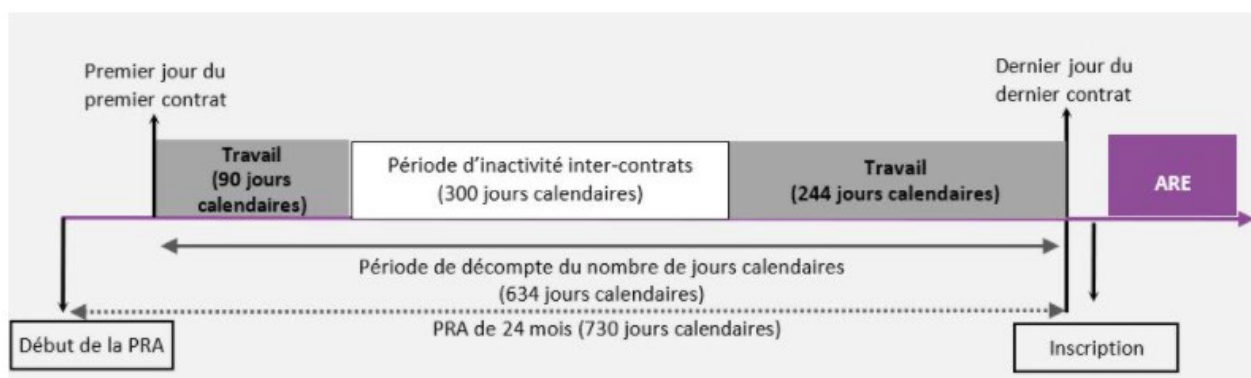 Premier jour du
premier contrat
Dernier jour du
dernier contrat
Travail
(90 jours
calendaires)
Période d'inactivité inter-contrats
(300 jours calendaires)
Travail
(244 jours calendaires)
ARE
Période de décompte du nombre de jours calendaires
(634 jours calendaires)
PRA de 24 mois (730 jours calendaires)
Début de la PRA
Inscription